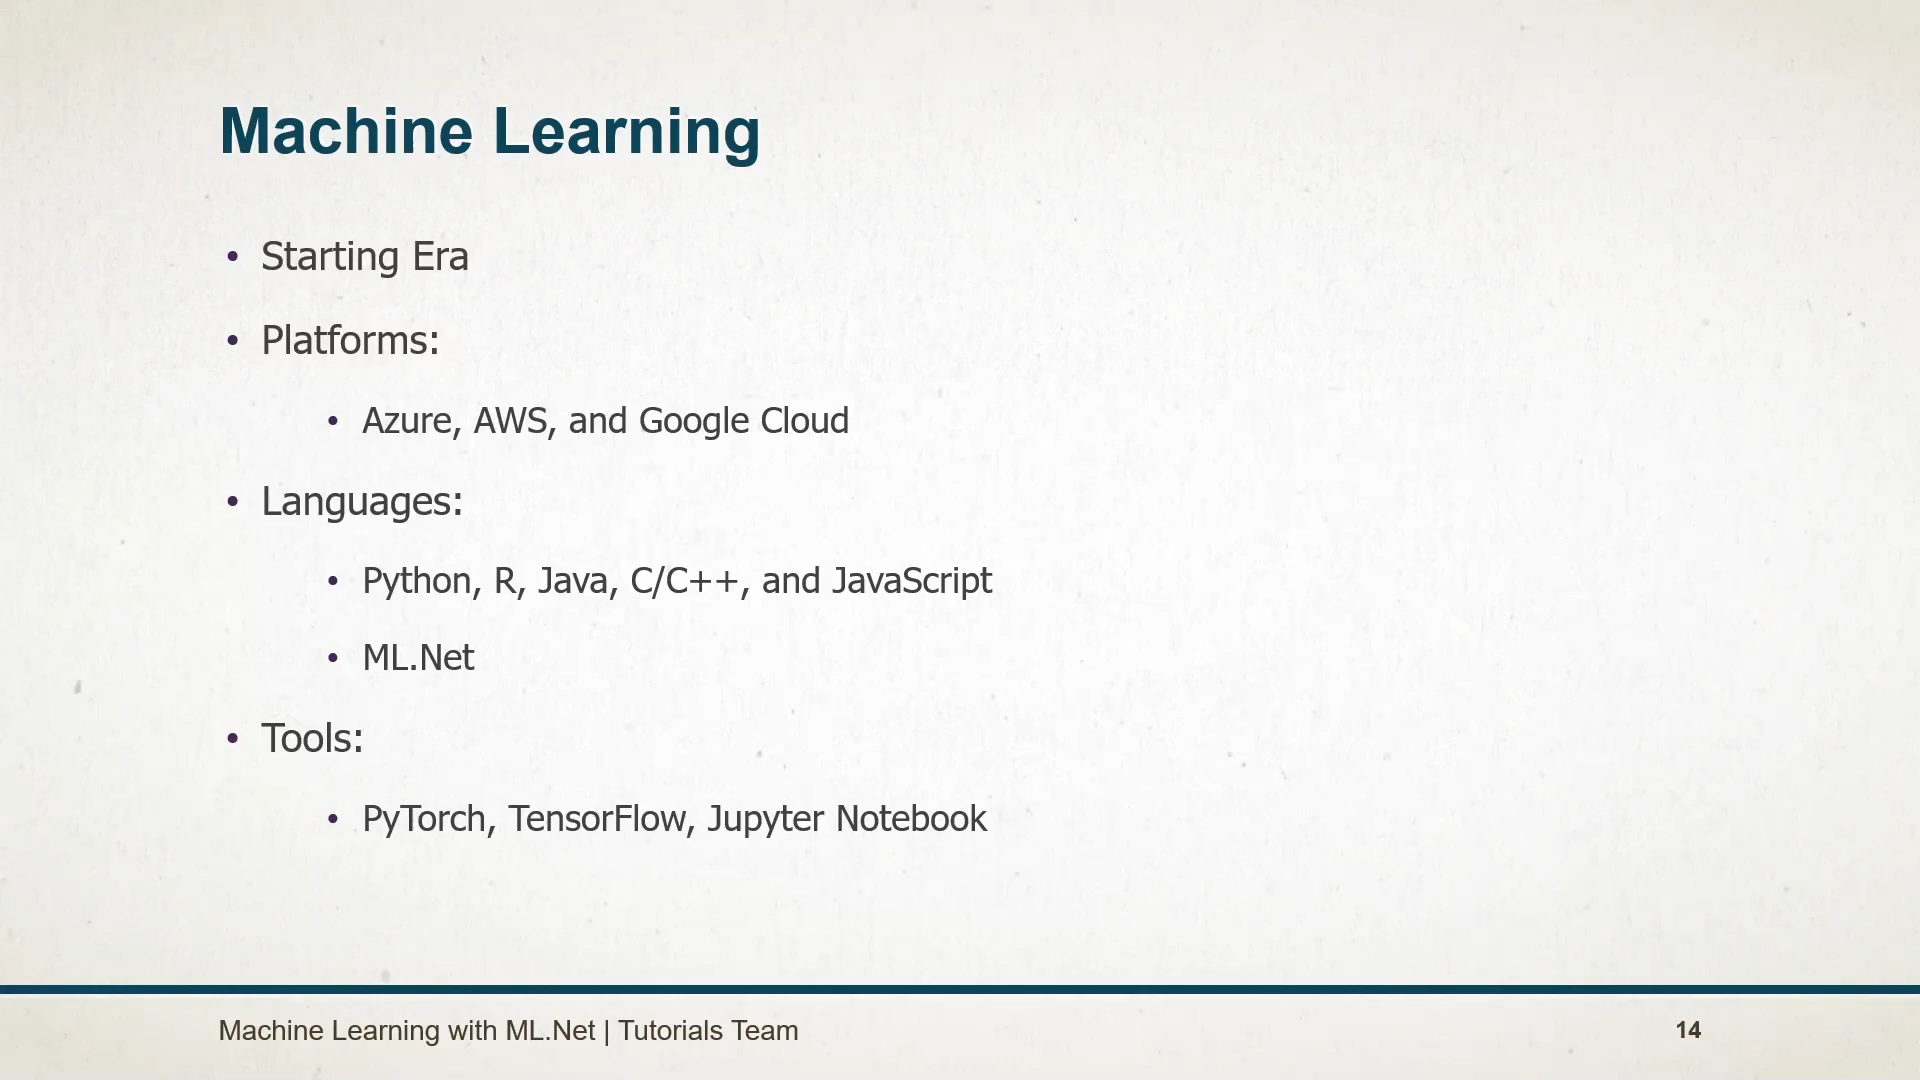 Machine Learning
• Starting Era
• Platforms:
• Azure, AWS, and Google Cloud
• Languages:
• Python, R, Java, C/C++, and JavaScript
• ML.Net
• Tools:
• PyTorch, TensorFlow, Jupyter Notebook
Machine Learning with ML.Net | Tutorials Team
14